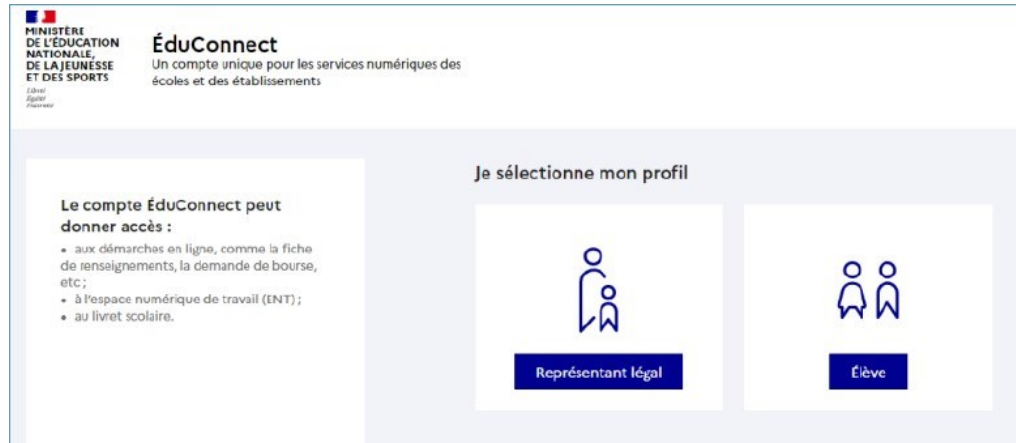 MINISTÈRE
DE L'ÉDUCATION
NATIONALE,
DE LA JEUNESSE
ET DES SPORTS
Liberté
Égalité
Fraternité
ÉduConnect
Un compte unique pour les services numériques des
écoles et des établissements
Le compte ÉduConnect peut
donner accès :
• aux démarches en ligne, comme la fiche
de renseignements, la demande de bourse,
etc ;
• à l'espace numérique de travail (ENT) ;
• au livret scolaire.
Je sélectionne mon profil
Représentant légal
Élève